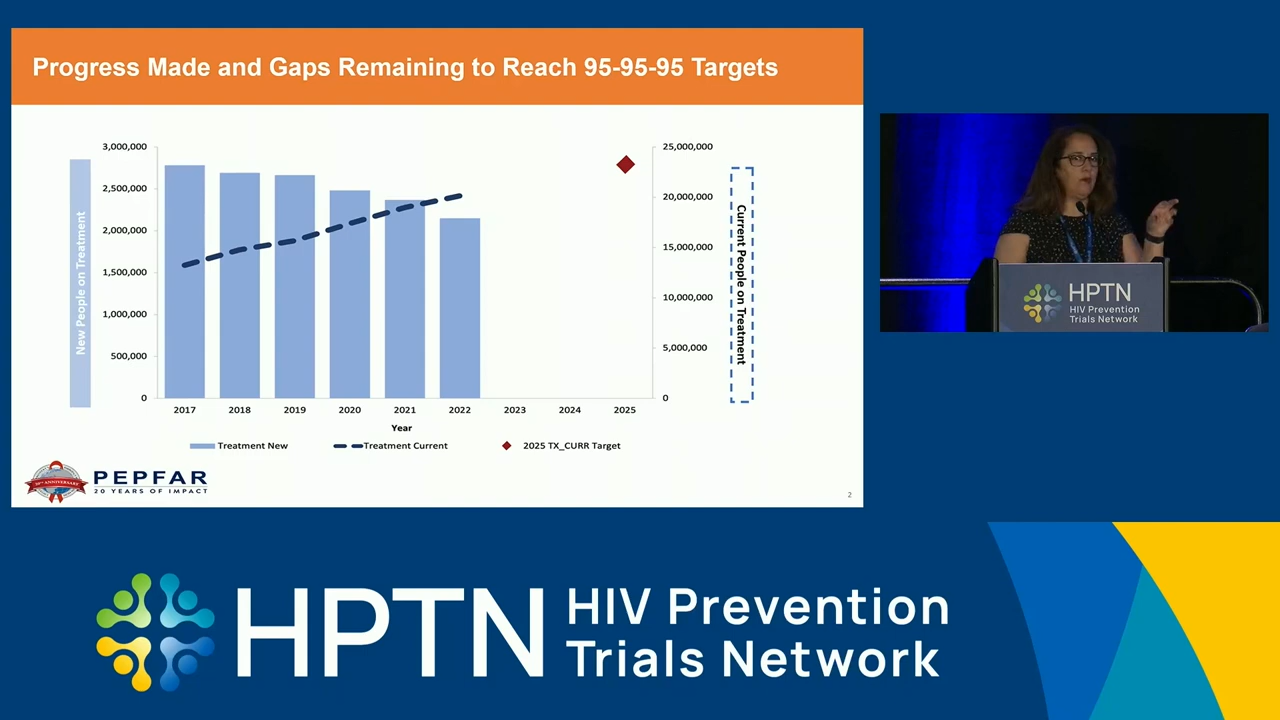 Progress Made and Gaps Remaining to Reach 95-95-95 Targets
New People on Treatment
3,000,000
2,500,000
2,000,000
1,500,000
1,000,000
500,000
0
25,000,000
20,000,000
15,000,000
10,000,000
5,000,000
0
Current People on Treatment
2017 2018 2019 2020 2021 2022 2023 2024 2025
Year
Treatment New Treatment Current 2025 TX_CURR Target
20TH ANNIVERSARY
PEPFAR
20 YEARS OF IMPACT
2
HPTN
HIV Prevention
Trials Network
HPTN
HIV Prevention
Trials Network